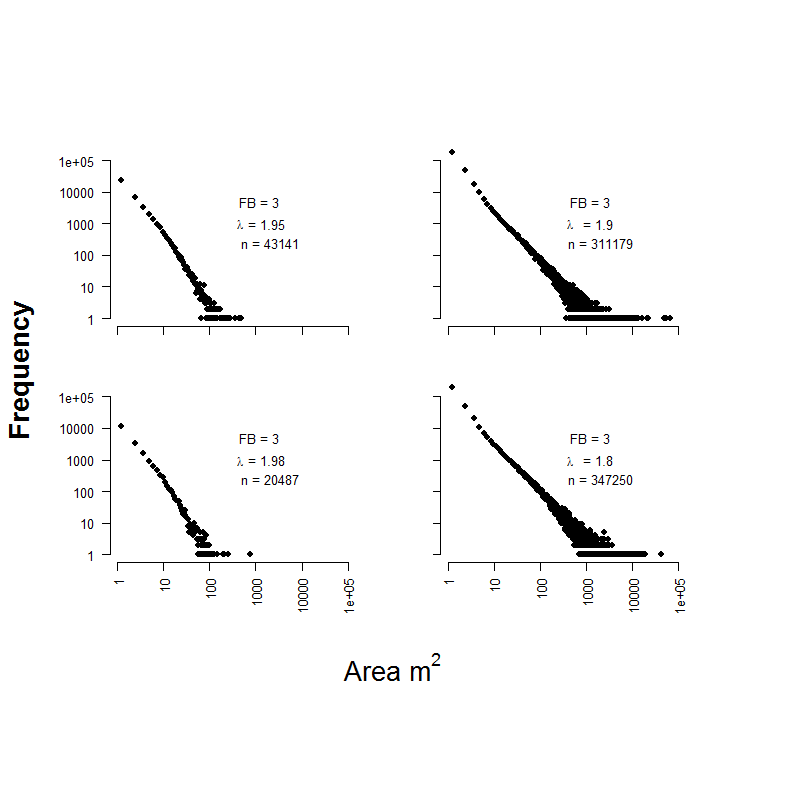 1e+05
10000
1000
100
10
1
FB = 3
λ = 1.95
n = 43141
FB = 3
λ = 1.9
n = 311179
Frequency
1e+05
10000
1000
100
10
1
FB = 3
λ = 1.98
n = 20487
FB = 3
λ = 1.8
n = 347250
1 10 100 1000 10000 1e+05
1 10 100 1000 10000 1e+05
Area m²